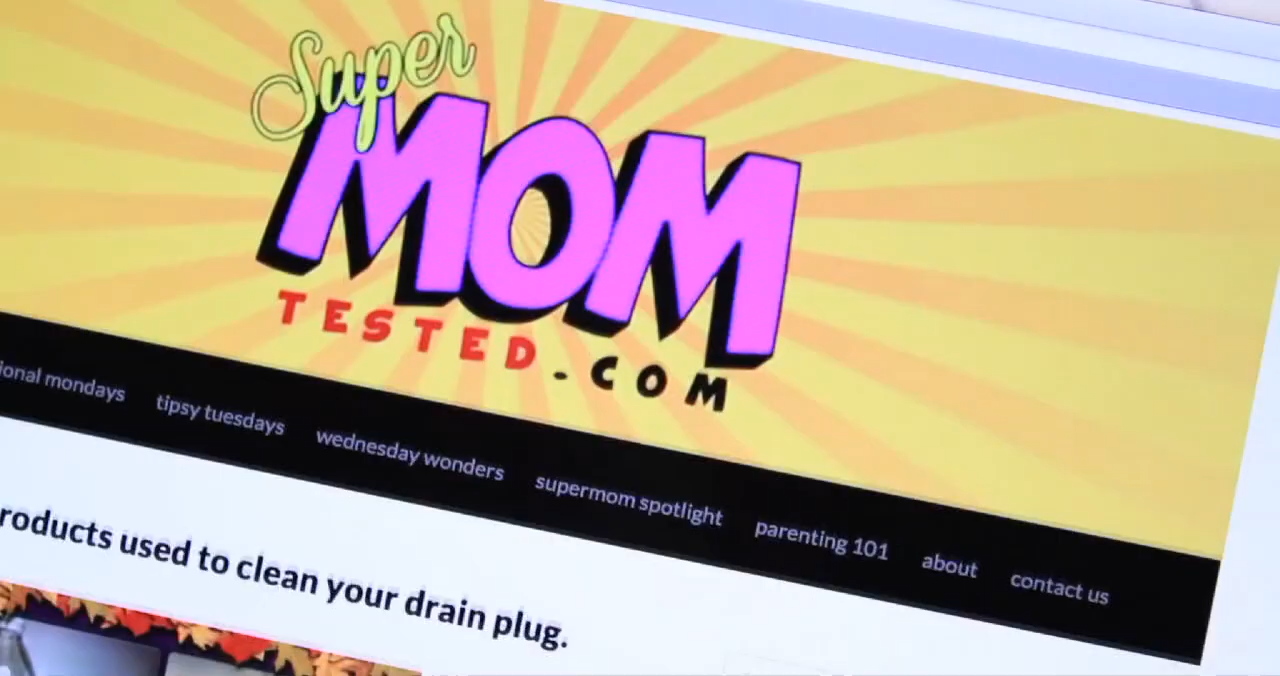 Super
MOM
TESTED.COM
tipsy tuesdays wednesday wonders supermom spotlight parenting 101 about contact us
mondays
used to clean your drain plug.